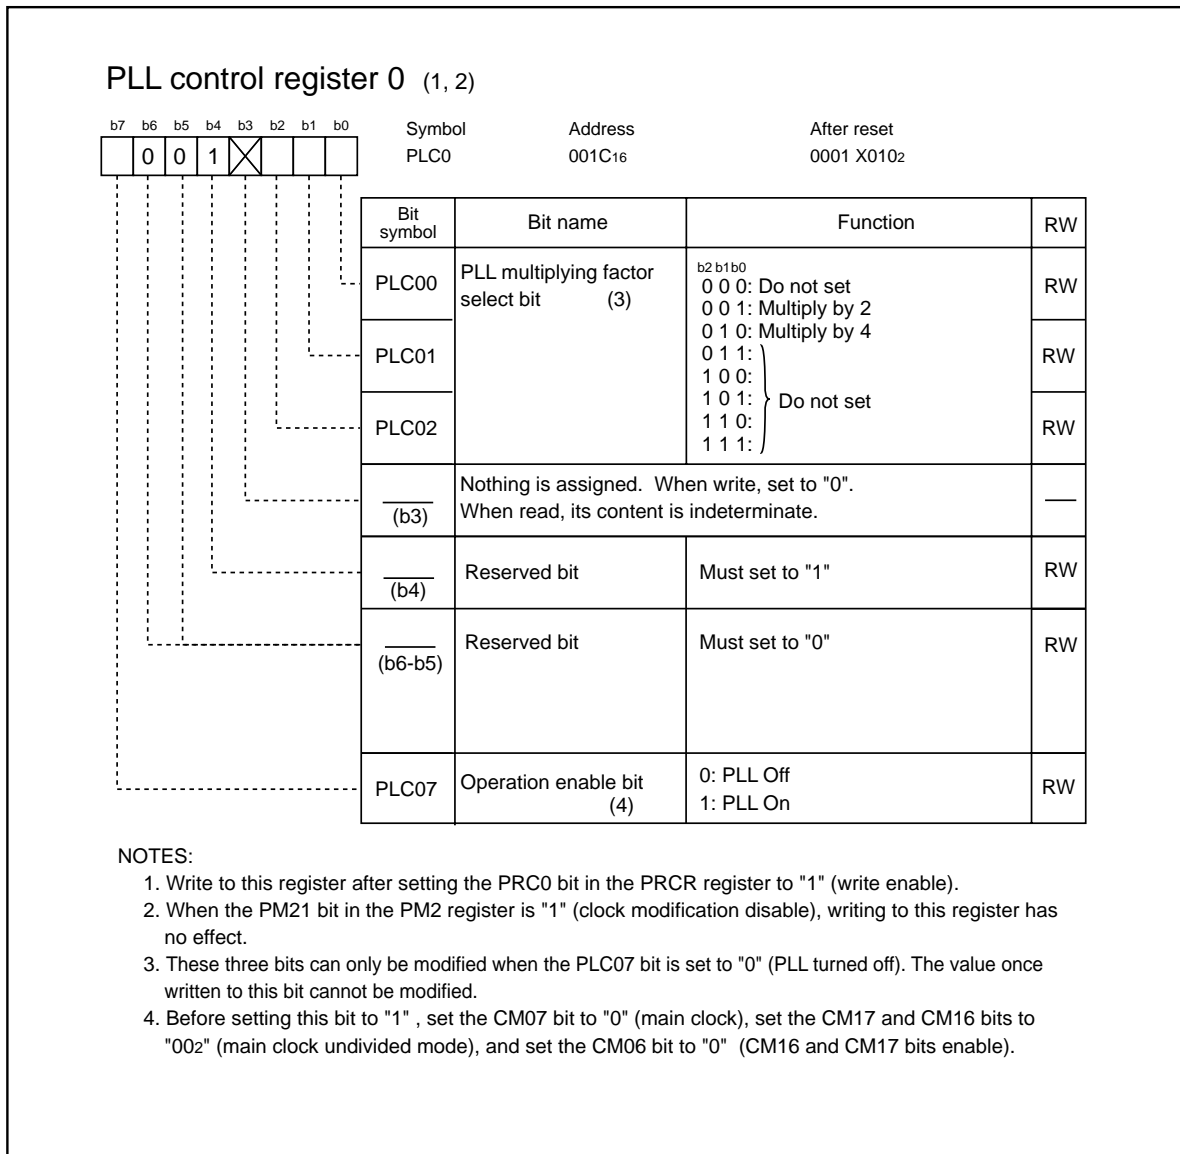 PLL control register 0 (1, 2)
b7 b6 b5 b4 b3 b2 b1 b0
Symbol Address After reset
0 0 1
PLC0 001C16 0001 X0102
Bit symbol Bit name Function RW
PLC00 PLL multiplying factor select bit (3) RW
b2 b1 b0
0 0 0: Do not set
0 0 1: Multiply by 2
0 1 0: Multiply by 4
PLC01 RW
0 1 1:
1 0 0:
1 0 1: Do not set
1 1 0:
1 1 1:
PLC02 RW
(b3) Nothing is assigned. When write, set to "0".
When read, its content is indeterminate.
(b4) Reserved bit Must set to "1" RW
(b6-b5) Reserved bit Must set to "0" RW
PLC07 Operation enable bit (4) RW
0: PLL Off
1: PLL On
NOTES:
1. Write to this register after setting the PRC0 bit in the PRCR register to "1" (write enable).
2. When the PM21 bit in the PM2 register is "1" (clock modification disable), writing to this register has
no effect.
3. These three bits can only be modified when the PLC07 bit is set to "0" (PLL turned off). The value once
written to this bit cannot be modified.
4. Before setting this bit to "1" , set the CM07 bit to "0" (main clock), set the CM17 and CM16 bits to
"002" (main clock undivided mode), and set the CM06 bit to "0" (CM16 and CM17 bits enable).